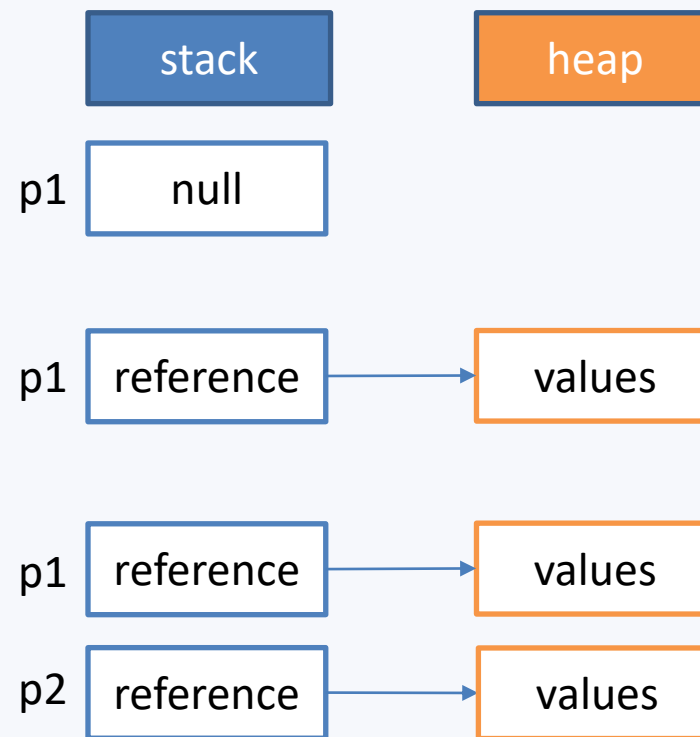 stack heap
p1 null
p1 reference values
p1 reference values
p2 reference values